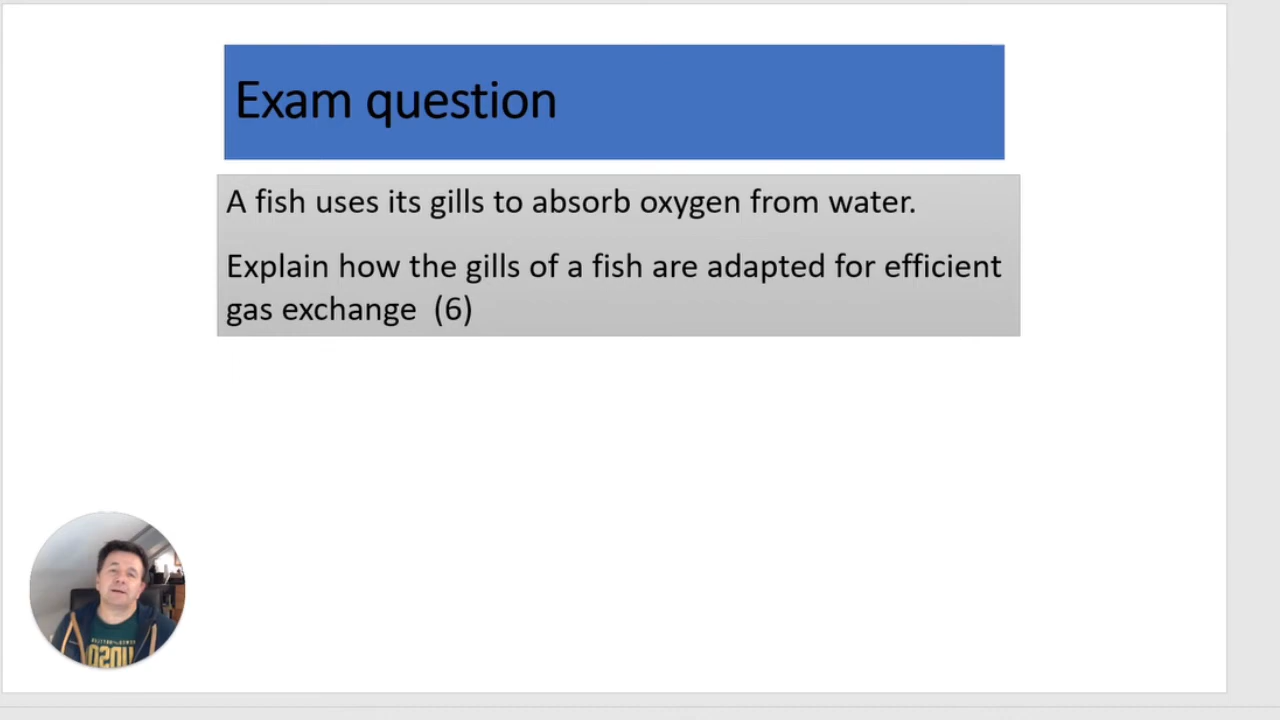 Exam question
A fish uses its gills to absorb oxygen from water.
Explain how the gills of a fish are adapted for efficient
gas exchange (6)